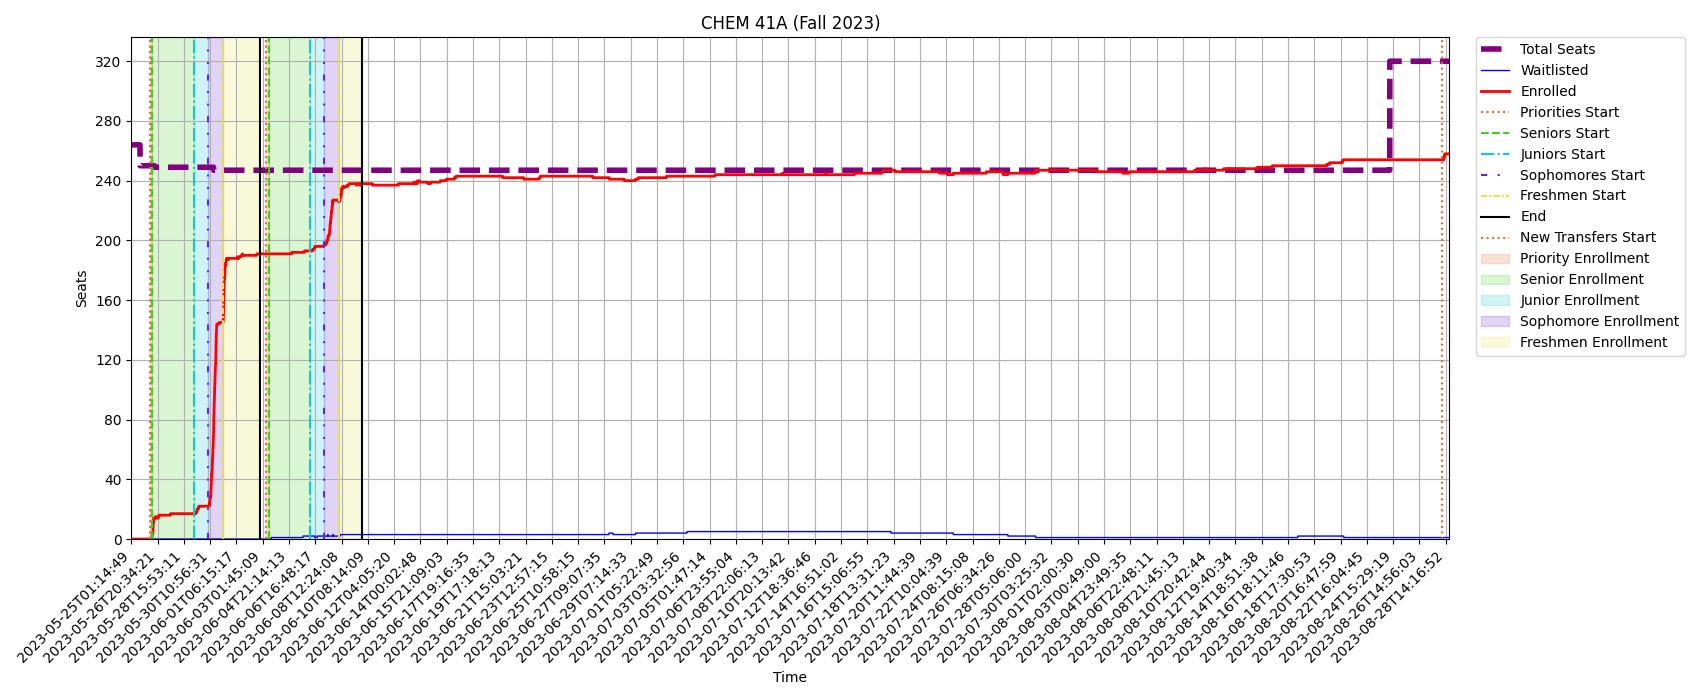 CHEM 41A (Fall 2023)
Seats
320
280
240
200
160
120
80
40
0
2023-05-25T01:14:49
2023-05-26T20:34:21
2023-05-28T15:53:11
2023-05-30T10:56:31
2023-06-01T06:15:17
2023-06-03T01:45:09
2023-06-04T21:14:13
2023-06-06T16:48:17
2023-06-08T12:24:08
2023-06-10T08:14:09
2023-06-12T04:05:20
2023-06-14T00:02:48
2023-06-15T21:09:03
2023-06-17T19:16:35
2023-06-19T17:18:13
2023-06-21T15:03:21
2023-06-23T12:57:15
2023-06-25T10:58:15
2023-06-27T09:07:35
2023-06-29T07:14:33
2023-07-01T05:22:49
2023-07-03T03:32:56
2023-07-05T01:47:14
2023-07-06T23:55:04
2023-07-08T22:06:13
2023-07-10T20:13:42
2023-07-12T18:36:46
2023-07-14T16:51:02
2023-07-16T15:06:55
2023-07-18T13:31:23
2023-07-20T11:44:39
2023-07-22T10:04:39
2023-07-24T08:15:08
2023-07-26T06:34:26
2023-07-28T05:06:00
2023-07-30T03:25:32
2023-08-01T02:00:30
2023-08-03T00:49:00
2023-08-04T23:49:35
2023-08-06T22:48:11
2023-08-08T21:45:13
2023-08-10T20:42:44
2023-08-12T19:40:34
2023-08-14T18:51:38
2023-08-16T18:11:46
2023-08-18T17:30:53
2023-08-20T16:47:59
2023-08-22T16:04:45
2023-08-24T15:29:19
2023-08-26T14:56:03
2023-08-28T14:16:52
Time
Total Seats
Waitlisted
Enrolled
Priorities Start
Seniors Start
Juniors Start
Sophomores Start
Freshmen Start
End
New Transfers Start
Priority Enrollment
Senior Enrollment
Junior Enrollment
Sophomore Enrollment
Freshmen Enrollment